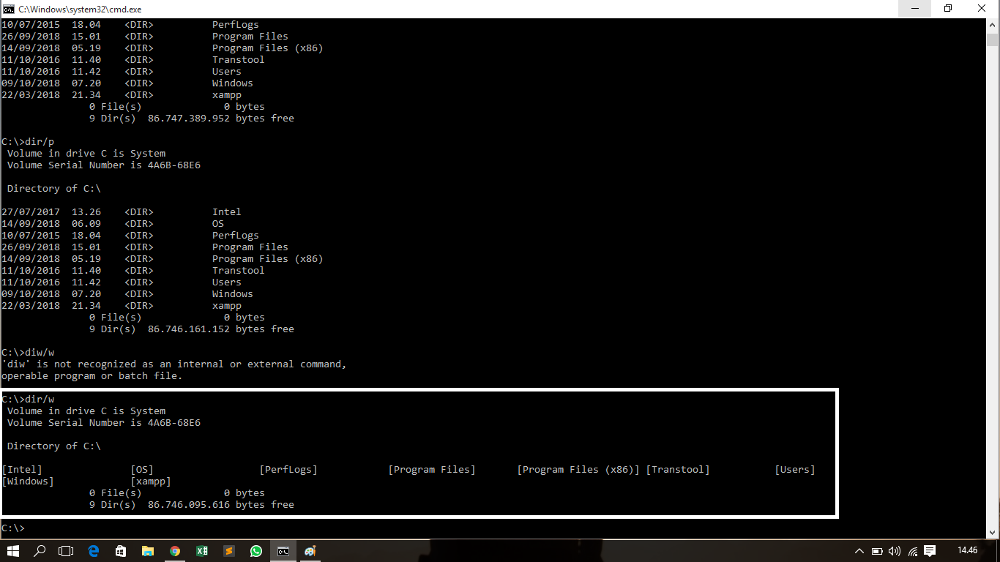 C:\Windows\system32\cmd.exe
10/07/2015  18.04    <DIR>          PerfLogs
26/09/2018  15.01    <DIR>          Program Files
14/09/2018  05.19    <DIR>          Program Files (x86)
11/10/2016  11.40    <DIR>          Transtool
11/10/2016  11.42    <DIR>          Users
09/10/2018  07.20    <DIR>          Windows
22/03/2018  21.34    <DIR>          xampp
               0 File(s)              0 bytes
               9 Dir(s)  86.747.389.952 bytes free
C:\>dir/p
 Volume in drive C is System
 Volume Serial Number is 4A6B-68E6
 Directory of C:\
27/07/2017  13.26    <DIR>          Intel
14/09/2018  06.09    <DIR>          OS
10/07/2015  18.04    <DIR>          PerfLogs
26/09/2018  15.01    <DIR>          Program Files
14/09/2018  05.19    <DIR>          Program Files (x86)
11/10/2016  11.40    <DIR>          Transtool
11/10/2016  11.42    <DIR>          Users
09/10/2018  07.20    <DIR>          Windows
22/03/2018  21.34    <DIR>          xampp
               0 File(s)              0 bytes
               9 Dir(s)  86.746.161.152 bytes free
C:\>diw/w
'diw' is not recognized as an internal or external command,
operable program or batch file.
C:\>dir/w
 Volume in drive C is System
 Volume Serial Number is 4A6B-68E6
 Directory of C:\
[Intel]               [OS]                  [PerfLogs]            [Program Files]       [Program Files (x86)] [Transtool]           [Users]
[Windows]             [xampp]
               0 File(s)              0 bytes
               9 Dir(s)  86.746.095.616 bytes free
C:\>
14.46